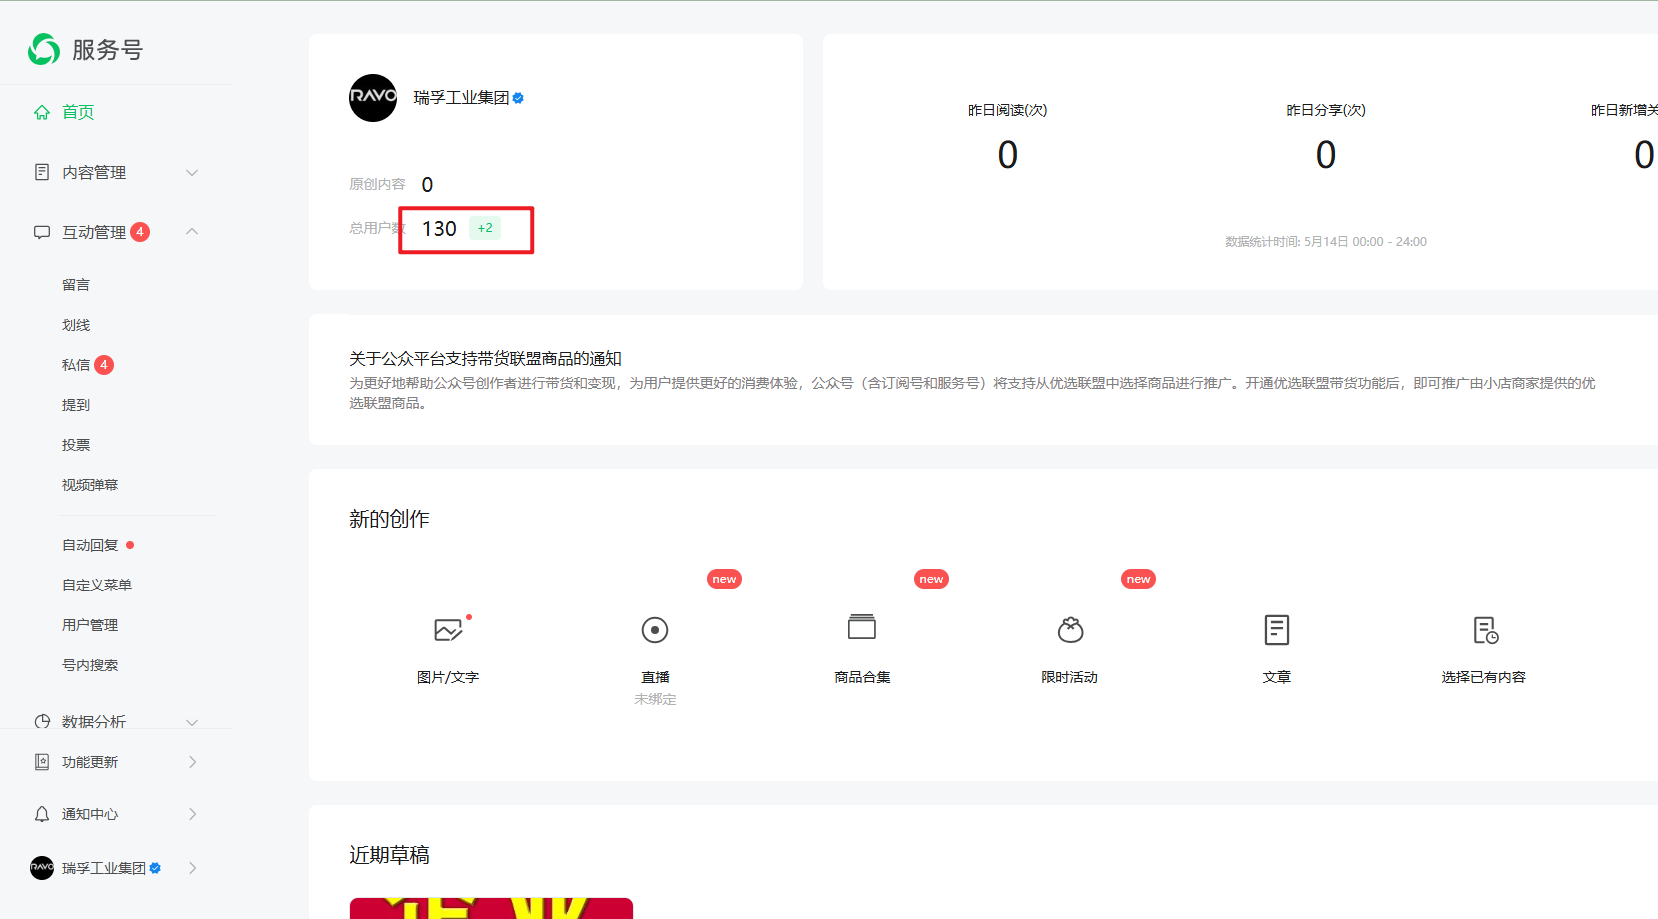 服务号
首页
内容管理
互动管理 4
留言
划线
私信 4
提到
投票
视频弹幕
自动回复
自定义菜单
用户管理
号内搜索
数据分析
功能更新
通知中心
RAVO 瑞孚工业集团
RAVO 瑞孚工业集团
原创内容 0
总用户数 130 +2
昨日阅读(次) 昨日分享(次) 昨日新增关
0 0 0
数据统计时间: 5月14日 00:00 - 24:00
关于公众平台支持带货联盟商品的通知
为更好地帮助公众号创作者进行带货和变现，为用户提供更好的消费体验，公众号（含订阅号和服务号）将支持从优选联盟中选择商品进行推广。开通优选联盟带货功能后，即可推广由小店商家提供的优
选联盟商品。
新的创作
new new new
图片/文字 直播 商品合集 限时活动 文章 选择已有内容
未绑定
近期草稿